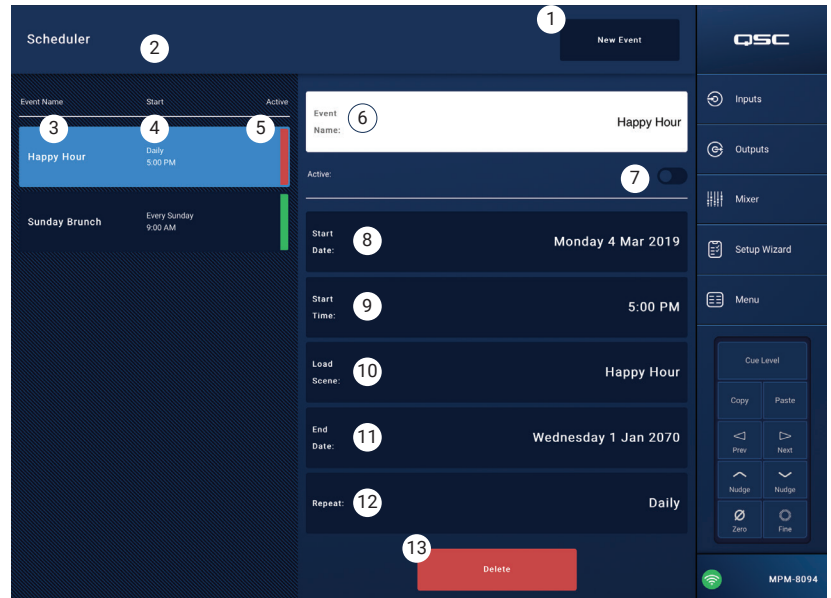 1
New Event
Scheduler
2
QSC
Event Name
Start
Active
3
4
5
Happy Hour
Daily
5:00 PM
Sunday Brunch
Every Sunday
9:00 AM
Event
Name:
6
Happy Hour
Active:
7
Start
Date:
8
Monday 4 Mar 2019
Start
Time:
9
5:00 PM
Load
Scene:
10
Happy Hour
End
Date:
11
Wednesday 1 Jan 2070
Repeat:
12
Daily
13
Delete
Inputs
Outputs
Mixer
Setup Wizard
Menu
Cue Level
Copy
Paste
Prev
Next
Nudge
Nudge
Zero
Fine
MPM-8094